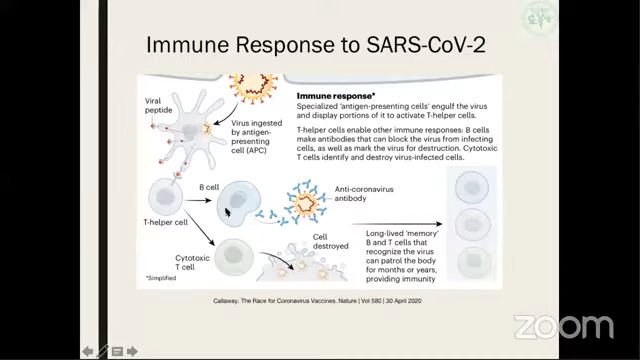 Immune Response to SARS-CoV-2
Immune response*
Specialized 'antigen-presenting cells' engulf the virus
and display portions of it to activate T-helper cells.
T-helper cells enable other immune responses: B cells
make antibodies that can block the virus from infecting
cells, as well as mark the virus for destruction. Cytotoxic
T cells identify and destroy virus-infected cells.
Viral
peptide
Virus ingested
by antigen-
presenting
cell (APC)
B cell
Anti-coronavirus
antibody
T-helper cell
Cell
destroyed
Long-lived 'memory'
B and T cells that
recognize the virus
can patrol the body
for months or years,
providing immunity
Cytotoxic
T cell
*Simplified
Callaway, The Race for Coronavirus Vaccines, Nature | Vol 580 | 30 April 2020
zoom